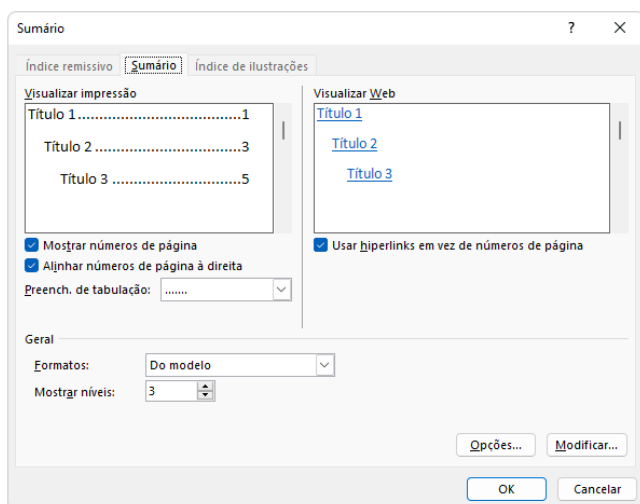 Sumário ? ×
Índice remissivo Sumário Índice de ilustrações
Visualizar impressão
Título 1.....................................1
Título 2 ..................................3
Título 3 ..............................5
Mostrar números de página
Alinhar números de página à direita
Preench. de tabulação: .......
Visualizar Web
Título 1
Título 2
Título 3
Usar hiperlinks em vez de números de página
Geral
Formatos: Do modelo
Mostrar níveis: 3
Opções... Modificar...
OK Cancelar